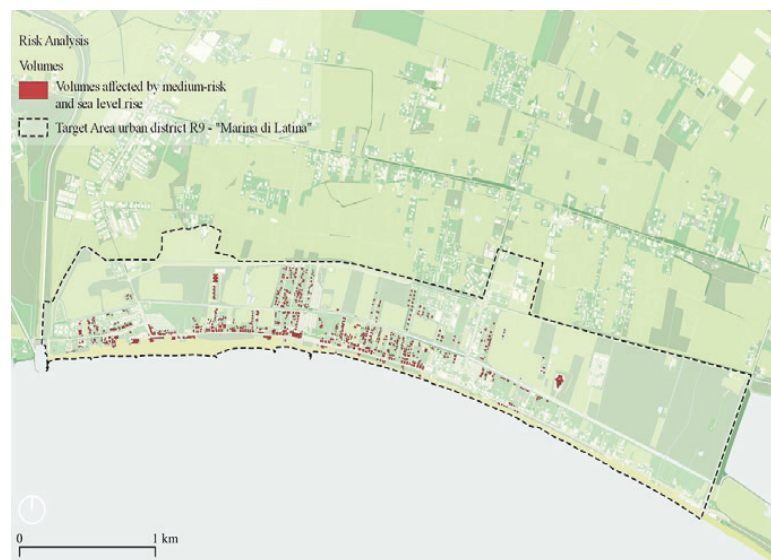 Risk Analysis
Volumes
Volumes affected by medium-risk
and sea level rise
Target Area urban district R9 - "Marina di Latina"
0
1 km